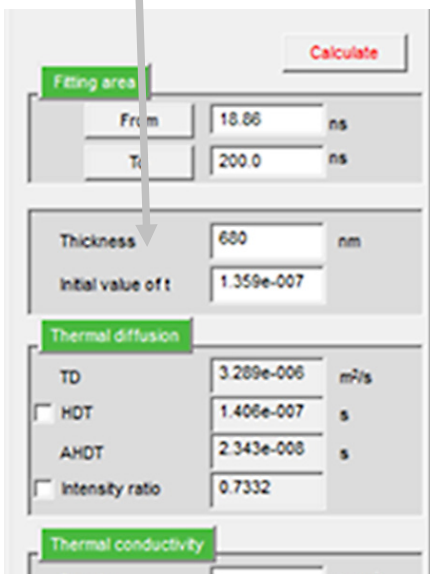 Calculate
Fitting area
From 18.86 ns
To 200.0 ns
Thickness 680 nm
Initial value of t 1.359e-007
Thermal diffusion
TD 3.289e-006 m²/s
HDT 1.406e-007 s
AHDT 2.343e-008 s
Intensity ratio 0.7332
Thermal conductivity